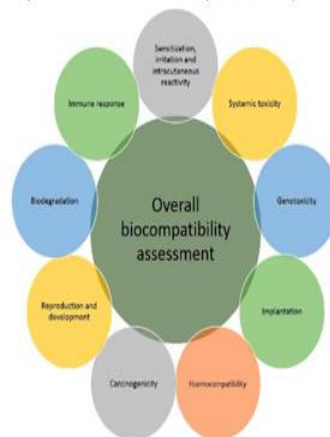 Sensitization,
irritation and
intracutaneous
reactivity
Systemic toxicity
Genotoxicity
Implantation
Haemocompatibility
Carcinogenicity
Reproduction and
development
Biodegradation
Immune response
Overall
biocompatibility
assessment